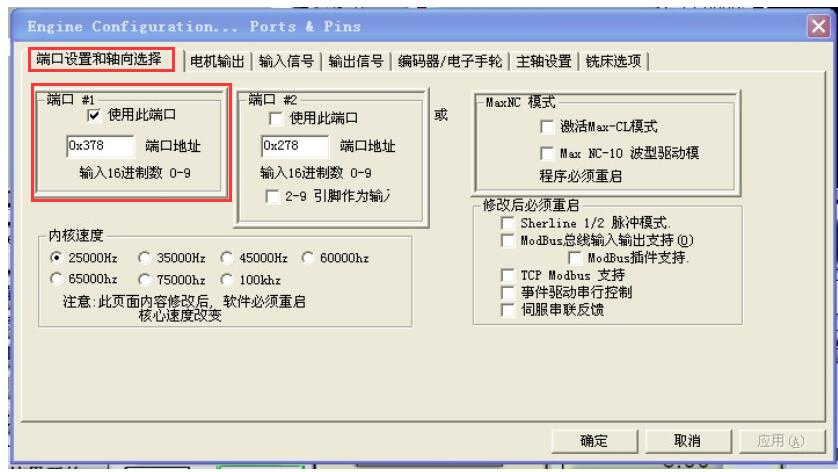 Engine Configuration... Ports & Pins
端口设置和轴向选择 电机输出 输入信号 输出信号 编码器/电子手轮 主轴设置 铣床选项
端口 #1
使用此端口
0x378 端口地址
输入16进制数 0-9
端口 #2
使用此端口
0x278 端口地址
输入16进制数 0-9
2-9 引脚作为输
或
MaxNC 模式
激活Max-CL模式
Max NC-10 波型驱动模
程序必须重启
内核速度
25000Hz 35000Hz 45000Hz 60000hz
65000hz 75000hz 100khz
注意:此页面内容修改后, 软件必须重启
核心速度改变
修改后必须重启
Sherline 1/2 脉冲模式.
ModBus总线输入输出支持(O)
ModBus插件支持.
TCP Modbus 支持
事件驱动串行控制
伺服串联反馈
确定 取消 应用(A)